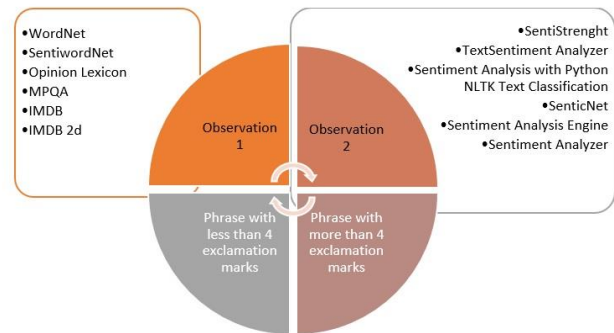 •WordNet
•SentiwordNet
•Opinion Lexicon
•MPQA
•IMDB
•IMDB 2d
•SentiStrenght
•TextSentiment Analyzer
•Sentiment Analysis with Python
NLTK Text Classification
•SenticNet
•Sentiment Analysis Engine
•Sentiment Analyzer
Observation
1
Observation
2
Phrase with
less than 4
exclamation
marks
Phrase with
more than 4
exclamation
marks